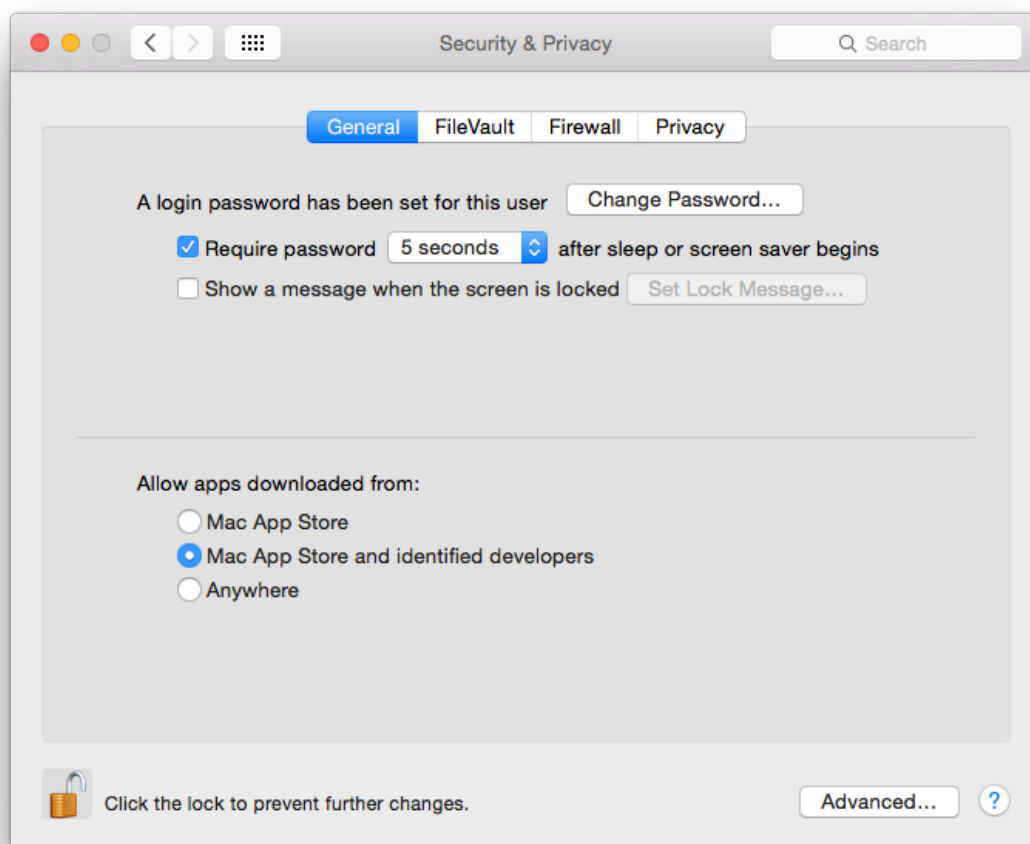 Security & Privacy
Search
General FileVault Firewall Privacy
A login password has been set for this user Change Password...
Require password 5 seconds after sleep or screen saver begins
Show a message when the screen is locked Set Lock Message...
Allow apps downloaded from:
Mac App Store
Mac App Store and identified developers
Anywhere
Click the lock to prevent further changes.
Advanced... ?